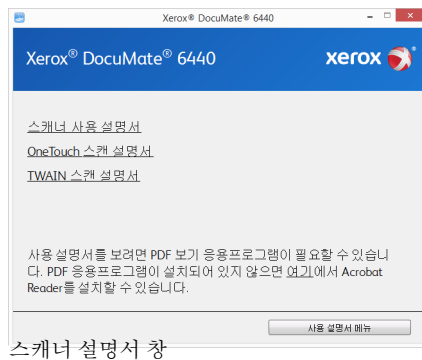 Xerox® DocuMate® 6440
Xerox® DocuMate® 6440
xerox
스캐너 사용 설명서
OneTouch 스캔 설명서
TWAIN 스캔 설명서
사용 설명서를 보려면 PDF 보기 응용프로그램이 필요할 수 있습니
다. PDF 응용프로그램이 설치되어 있지 않으면 여기에서 Acrobat
Reader를 설치할 수 있습니다.
사용 설명서 메뉴
스캐너 설명서 창